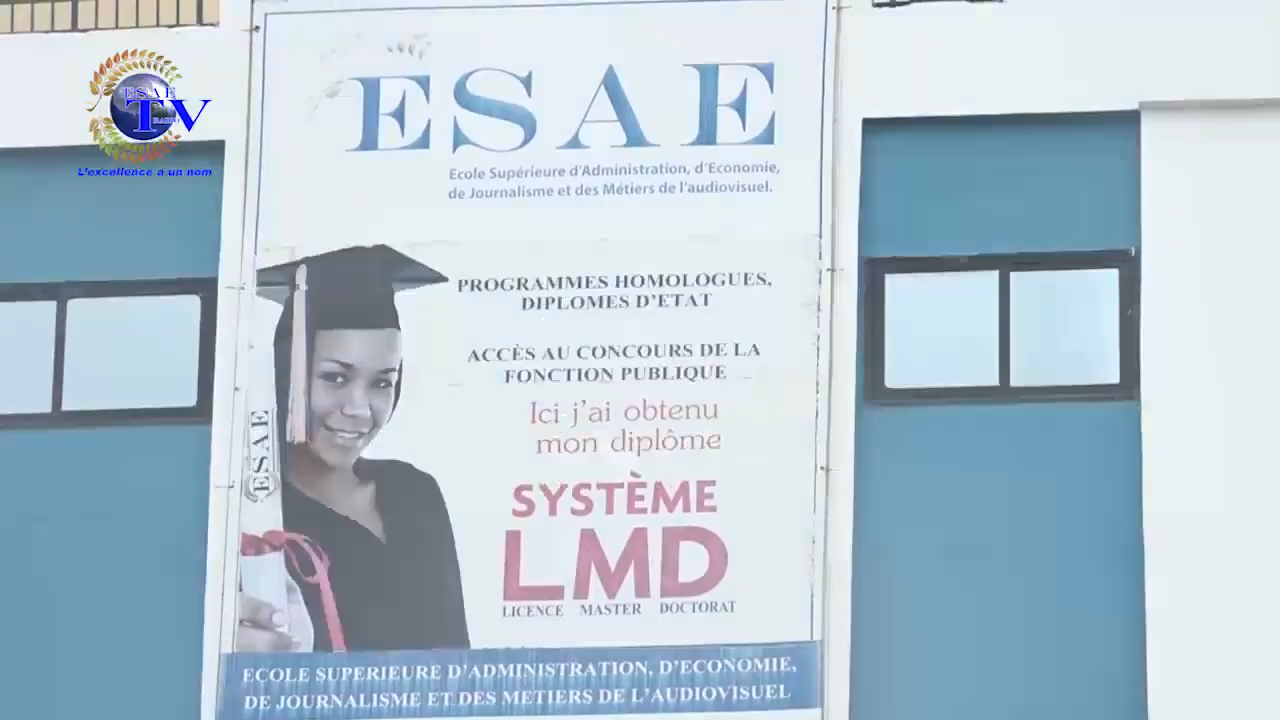 ESAE
TV
RADIO
L'excellence a un nom
ESAE
Ecole Supérieure d'Administration, d'Economie,
de Journalisme et des Métiers de l'audiovisuel.
PROGRAMMES HOMOLOGUES,
DIPLOMES D'ETAT
ACCÈS AU CONCOURS DE LA
FONCTION PUBLIQUE
Ici j'ai obtenu
mon diplôme
ESAE
SYSTÈME
LMD
LICENCE MASTER DOCTORAT
ECOLE SUPERIEURE D'ADMINISTRATION, D'ECONOMIE,
DE JOURNALISME ET DES METIERS DE L'AUDIOVISUEL